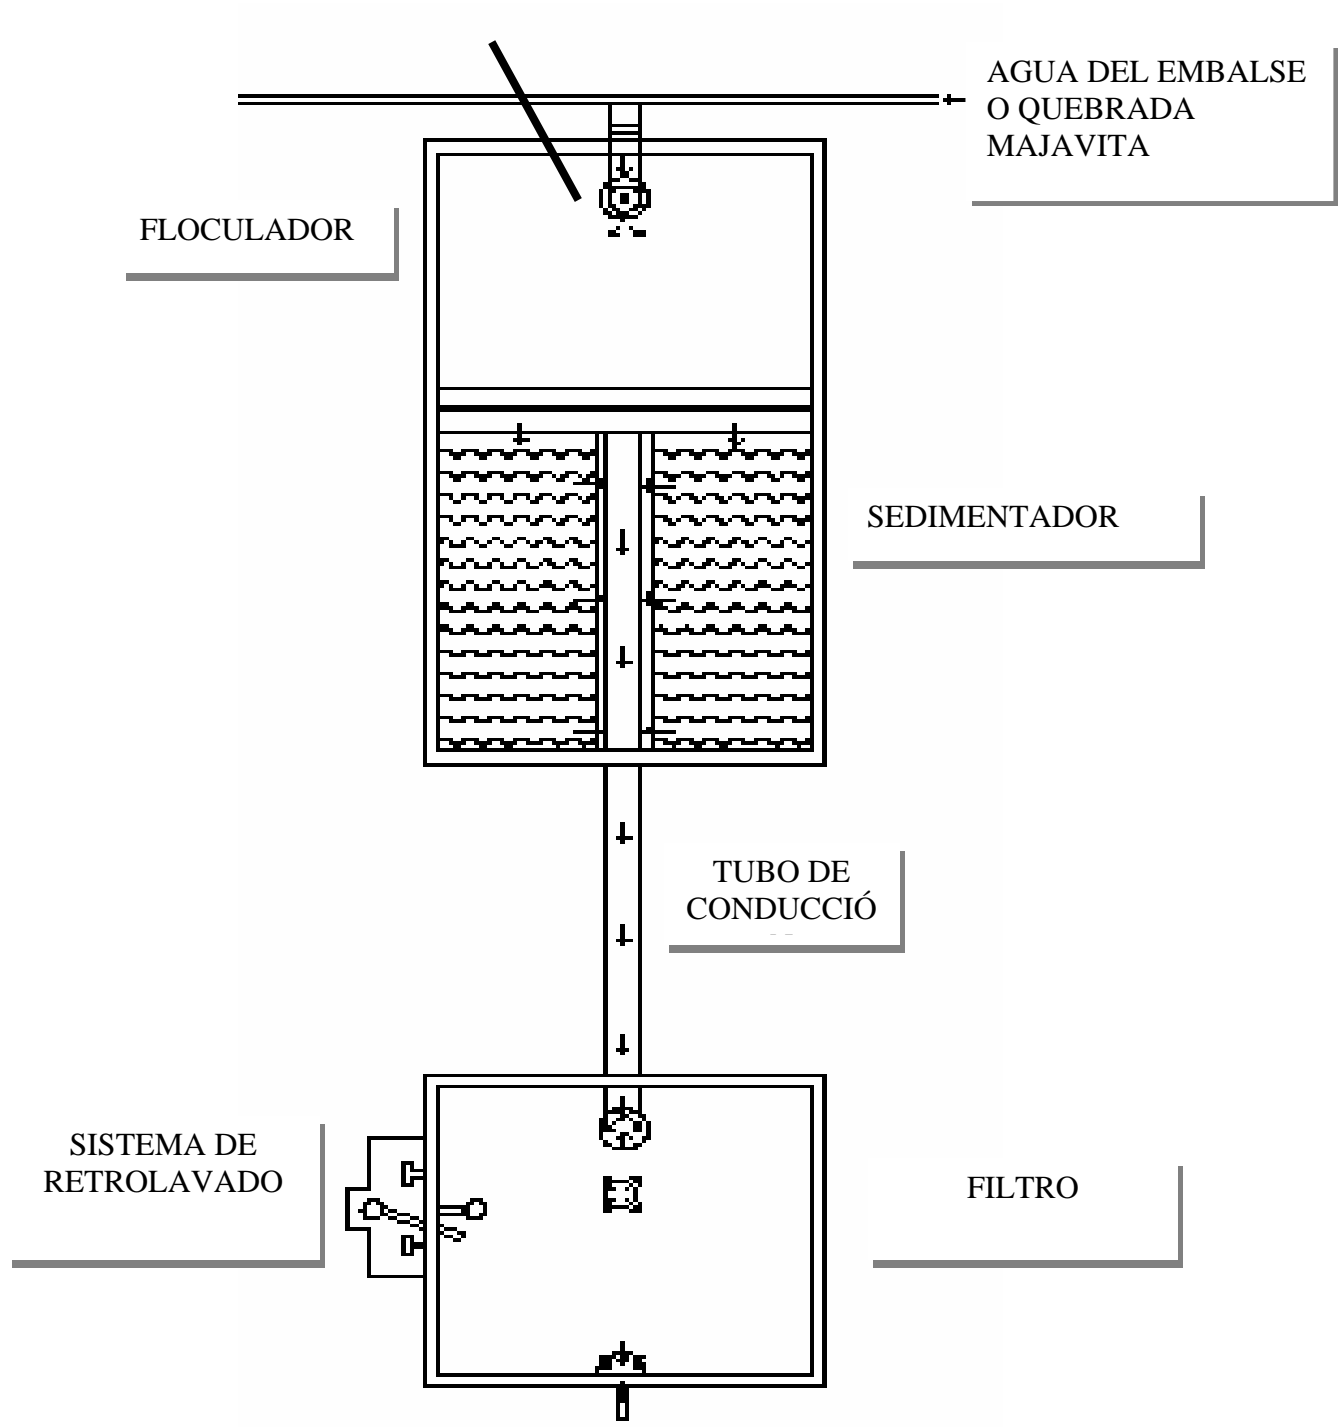 AGUA DEL EMBALSE
O QUEBRADA
MAJAVITA
FLOCULADOR
SEDIMENTADOR
TUBO DE
CONDUCCIÓ
SISTEMA DE
RETROLAVADO
FILTRO